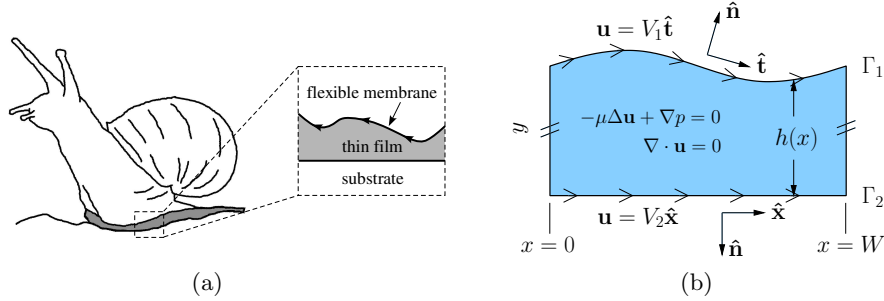 flexible membrane
thin film
substrate
(a)
n̂
u = V₁t̂
t̂
Γ₁
−μΔu + ∇p = 0
∇ · u = 0
y
h(x)
Γ₂
u = V₂x̂
x̂
n̂
x = 0
x = W
(b)